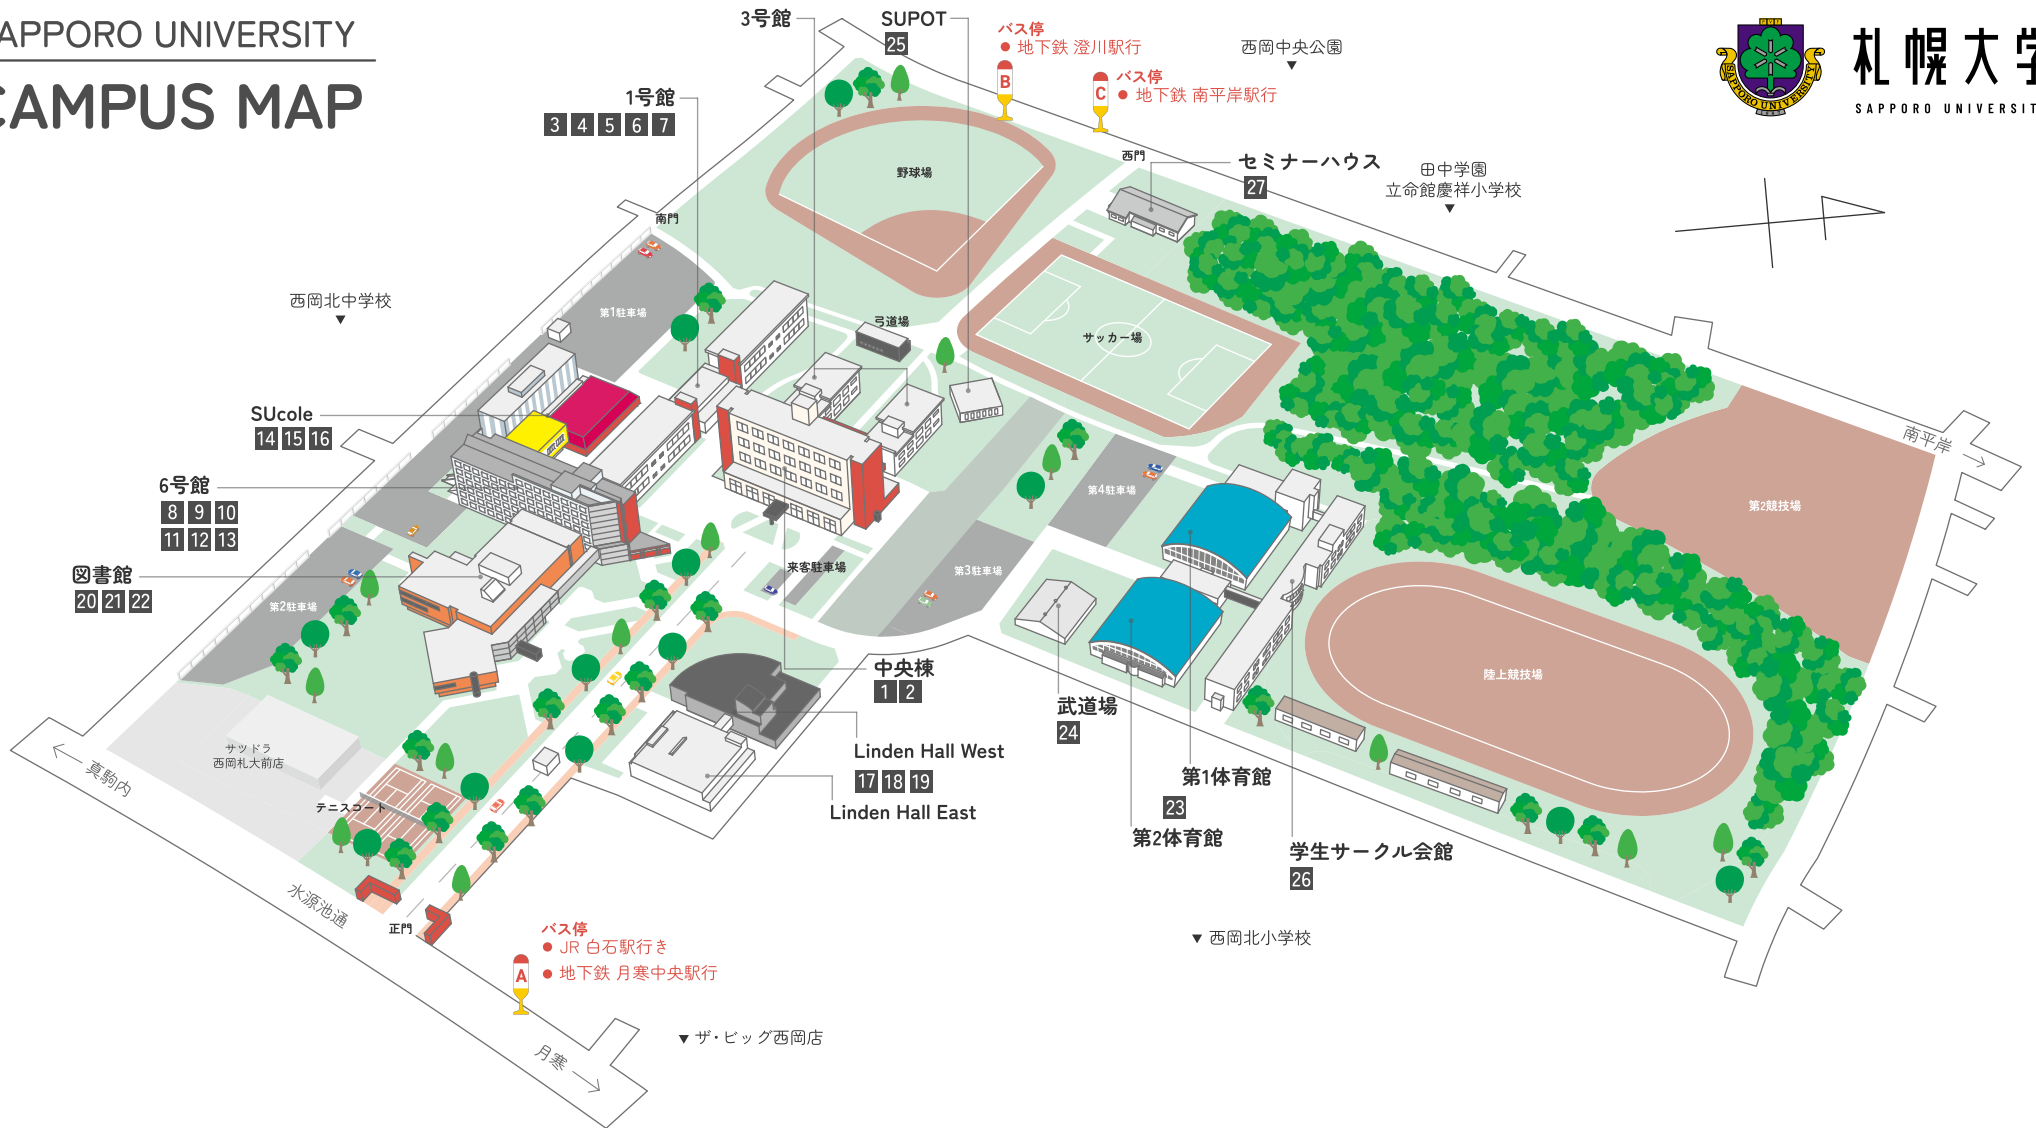 APPORO UNIVERSITY
CAMPUS MAP
3号館
SUPOT
25
バス停
地下鉄 澄川駅行
B
バス停
地下鉄 南平岸駅行
C
西岡中央公園
札幌大学
SAPPORO UNIVERSIT
SAPPORO UNIVERSITY
1号館
3 4 5 6 7
西門
セミナーハウス
27
田中学園
立命館慶祥小学校
野球場
南門
西岡北中学校
第1駐車場
弓道場
サッカー場
SUcole
14 15 16
南平岸
6号館
8 9 10
11 12 13
第4駐車場
第2競技場
図書館
20 21 22
来客駐車場
第3駐車場
第2駐車場
中央棟
1 2
陸上競技場
武道場
24
サツドラ
西岡札大前店
Linden Hall West
17 18 19
Linden Hall East
真駒内
テニスコート
第1体育館
23
第2体育館
学生サークル会館
26
水源池通
正門
バス停
JR 白石駅行き
地下鉄 月寒中央駅行
A
西岡北小学校
ザ・ビッグ西岡店
月寒